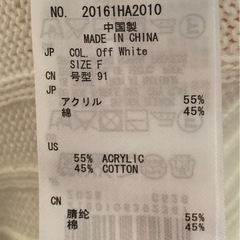 NO. 20161HA2010
中国製
MADE IN CHINA
JP COL. Off White
SIZE F
CN 号型 91
JP
アクリル 55%
綿 45%
US
55% ACRYLIC
45% COTTON
CN
腈纶 55%
棉 45%